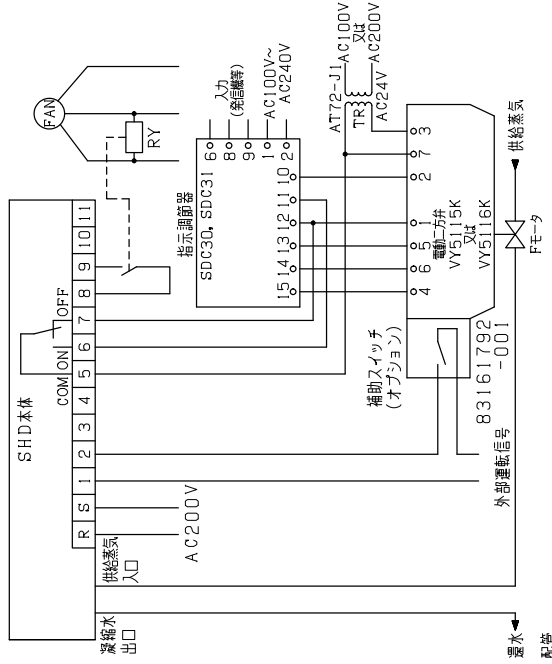 SHD本体
COM ON
OFF
R S 1 2 3 4 5 6 7 8 9 10 11
供給蒸気
入口
凝縮水
出口
AC200V
FAN
RY
指示調節器
SDC30, SDC31
入力
(発信機等)
6
8
9
1
2
AC100V~
AC240V
15 14 13 12 11 10
AT72-J1
TR
AC100V
又は
AC200V
AC24V
4 6 5 1 2 7 3
電動二方弁
VY5115K
又は
VY5116K
補助スイッチ
(オプション)
83161792
-001
外部運転信号
Fモータ
供給蒸気
還水
配管